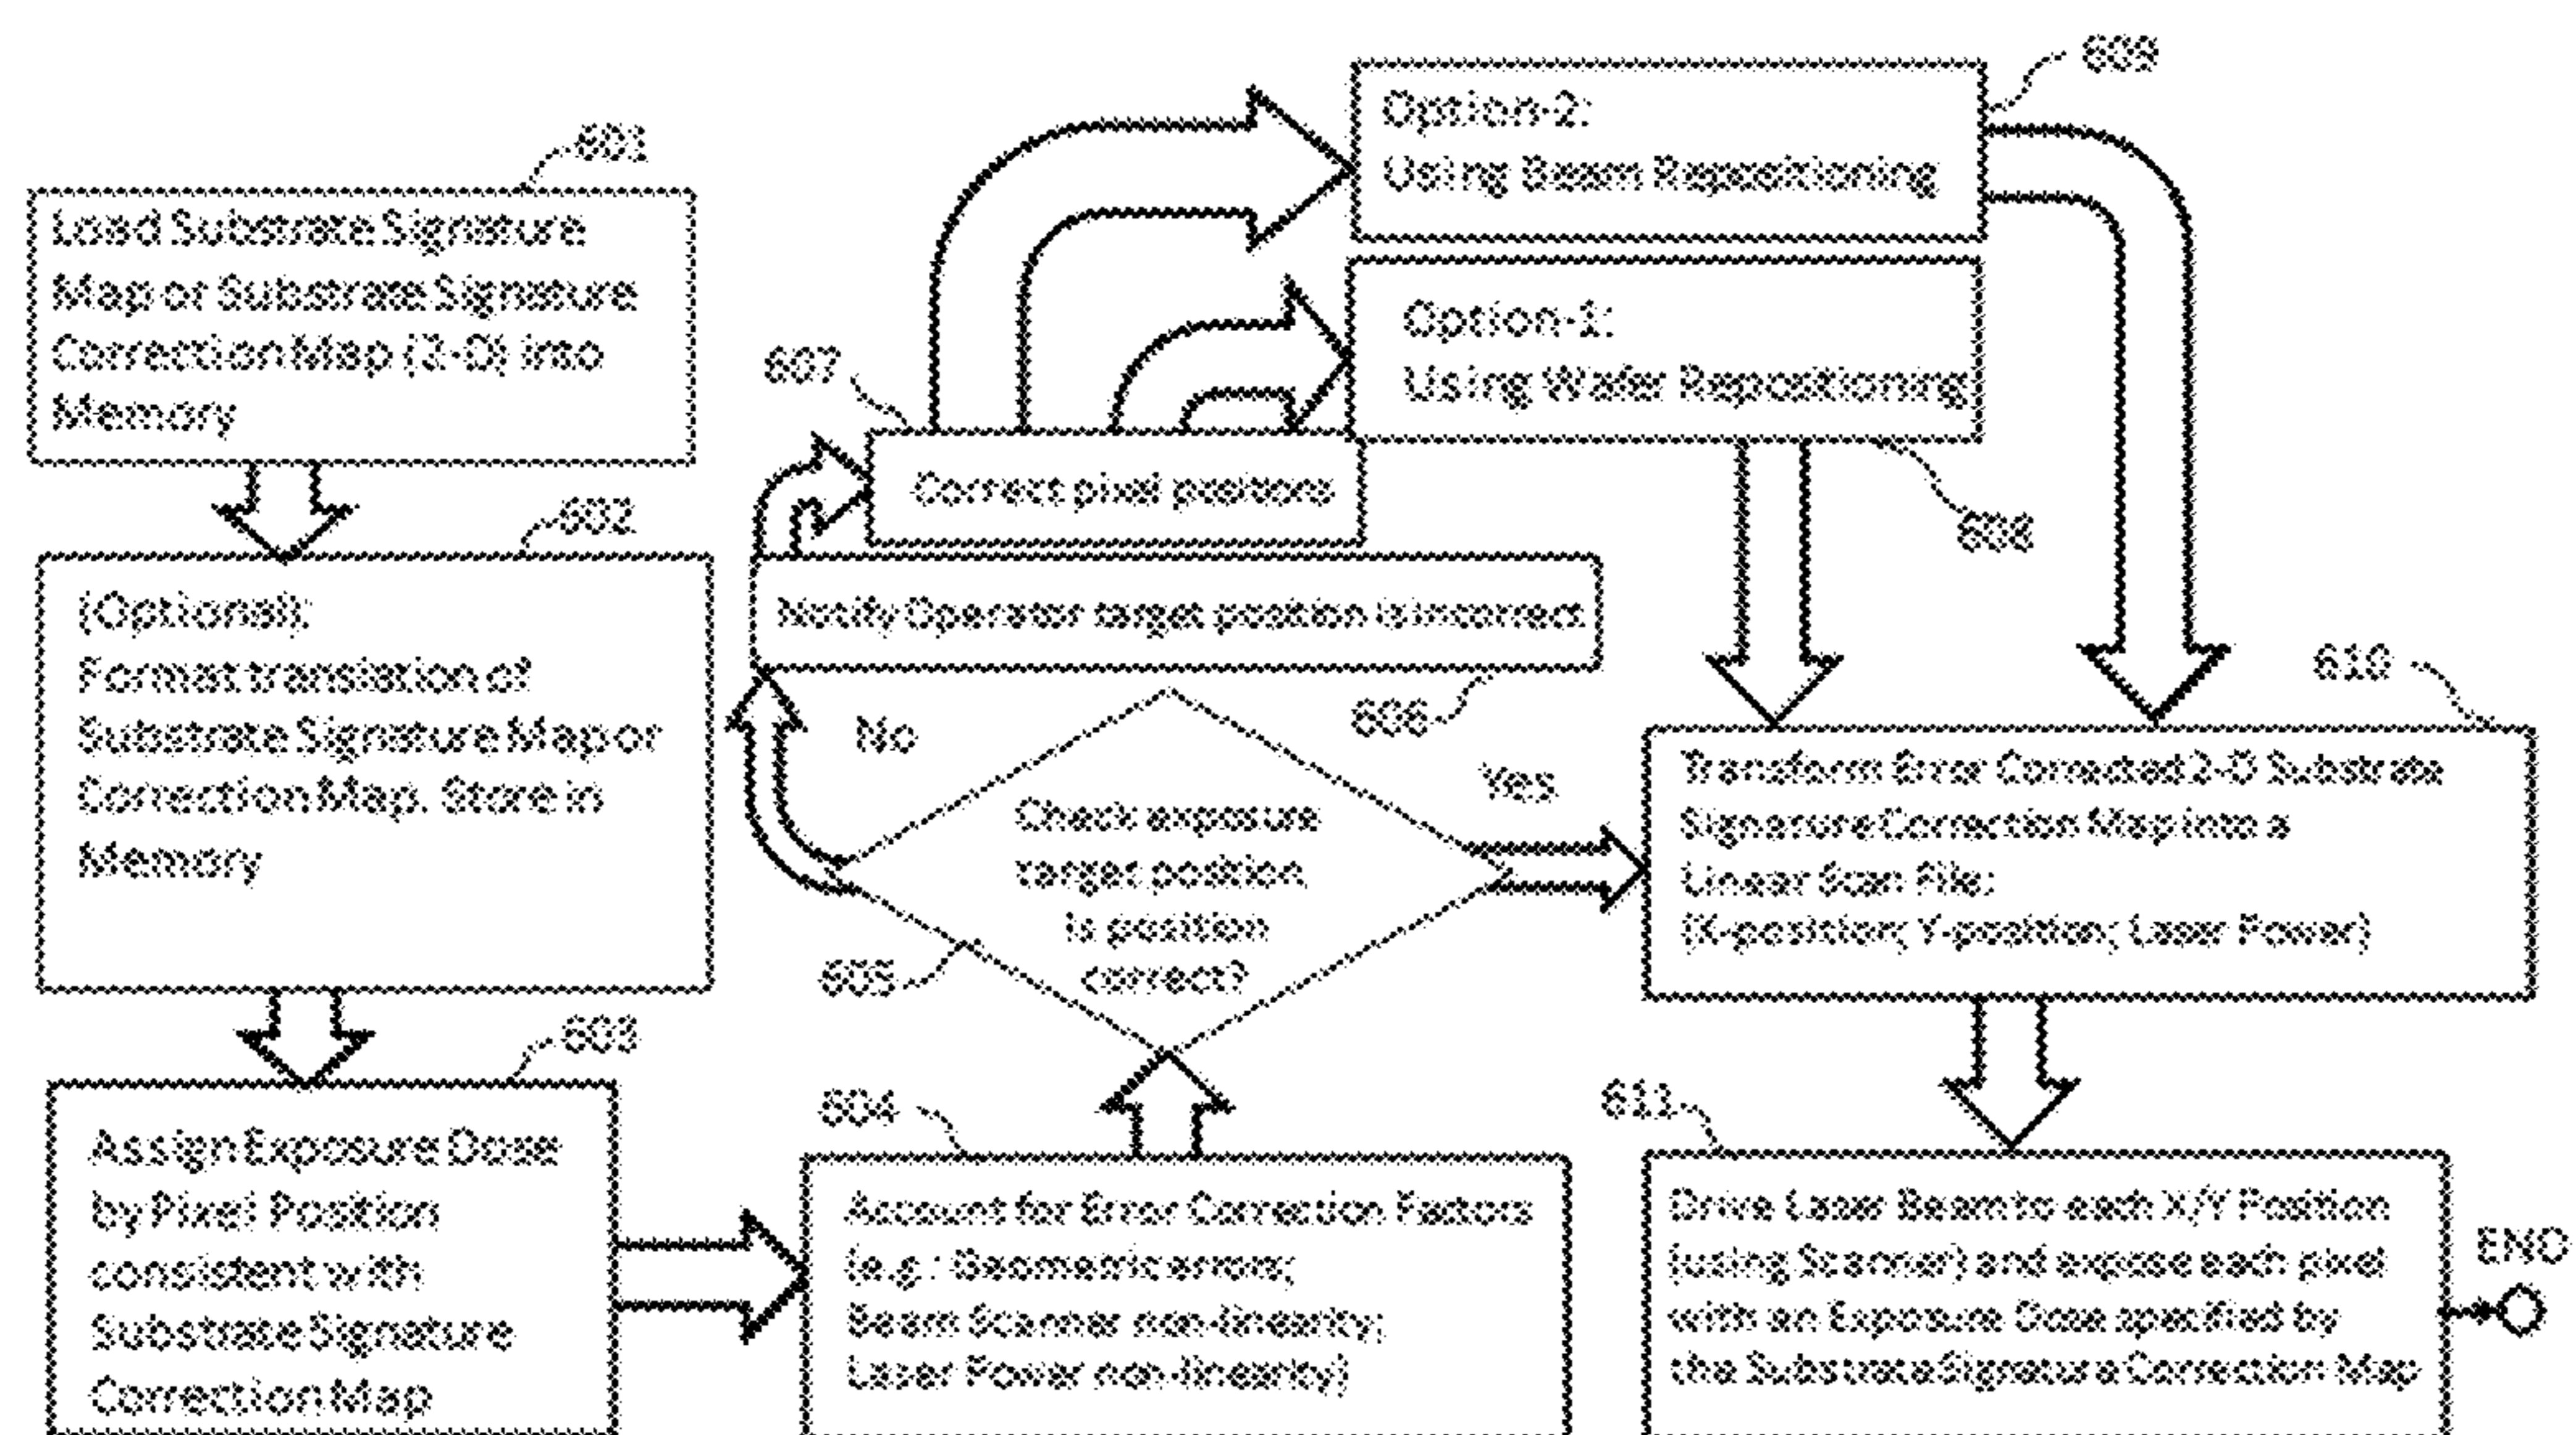 601
Load Substrate Signature
Map or Substrate Signature
Correction Map (2-D) into
Memory
602
(Optional):
Format translation of
Substrate Signature Map or
Correction Map. Store in
Memory
603
Assign Exposure Dose
by Pixel Position
consistent with
Substrate Signature
Correction Map
604
Account for Error Correction Factors
(e.g.: Geometric errors;
Beam Scanner non-linearity;
Laser Power non-linearity)
605
Check exposure
target position
is position
correct?
No
Yes
606
Notify Operator target position is incorrect
607
Correct pixel positions
608
Option-1:
Using Wafer Repositioning
609
Option-2:
Using Beam Repositioning
610
Transform Error Corrected 2-D Substrate
Signature Correction Map into a
Linear Scan File:
(X-position; Y-position; Laser Power)
611
Drive Laser Beam to each X/Y Position
(using Scanner) and expose each pixel
with an Exposure Dose specified by
the Substrate Signature Correction Map
END